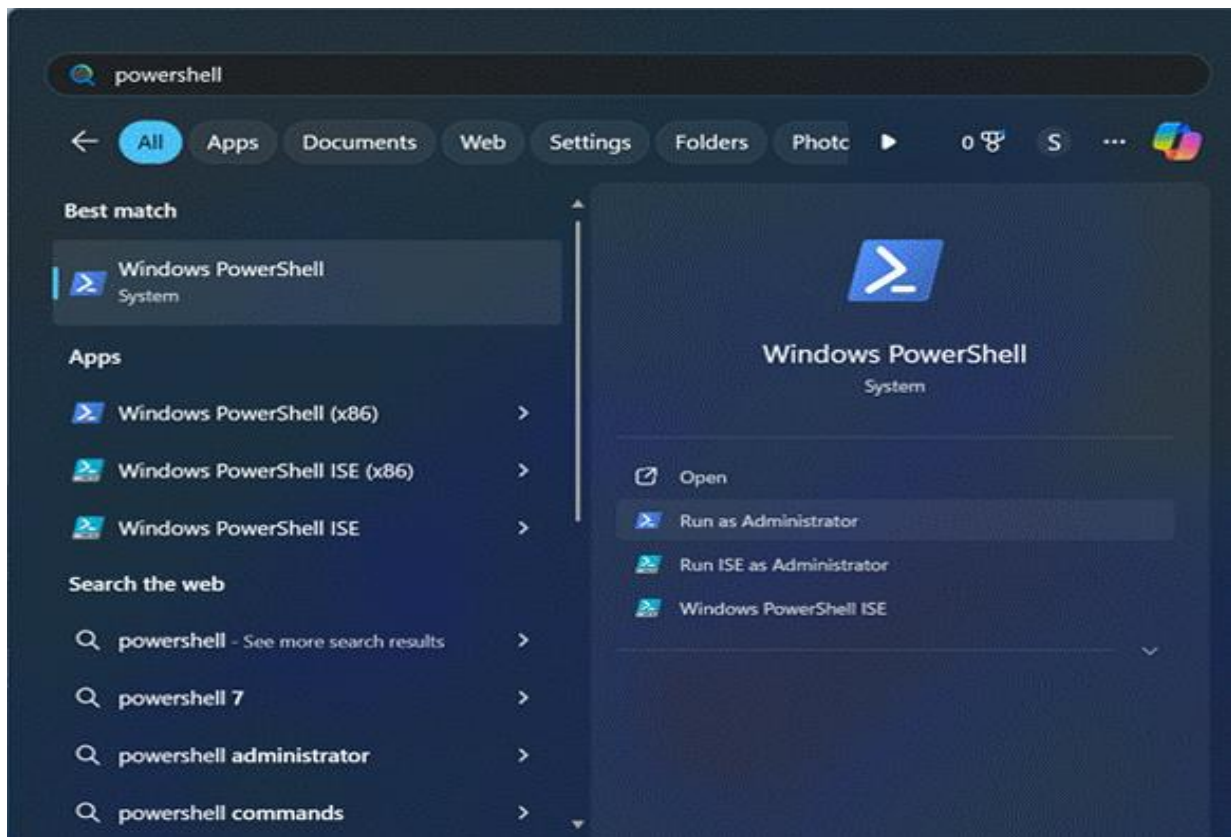 powershell
All Apps Documents Web Settings Folders Photc 0 S ...
Best match
Windows PowerShell
System
Apps
Windows PowerShell (x86)
Windows PowerShell ISE (x86)
Windows PowerShell ISE
Search the web
powershell - See more search results
powershell 7
powershell administrator
powershell commands
Windows PowerShell
System
Open
Run as Administrator
Run ISE as Administrator
Windows PowerShell ISE